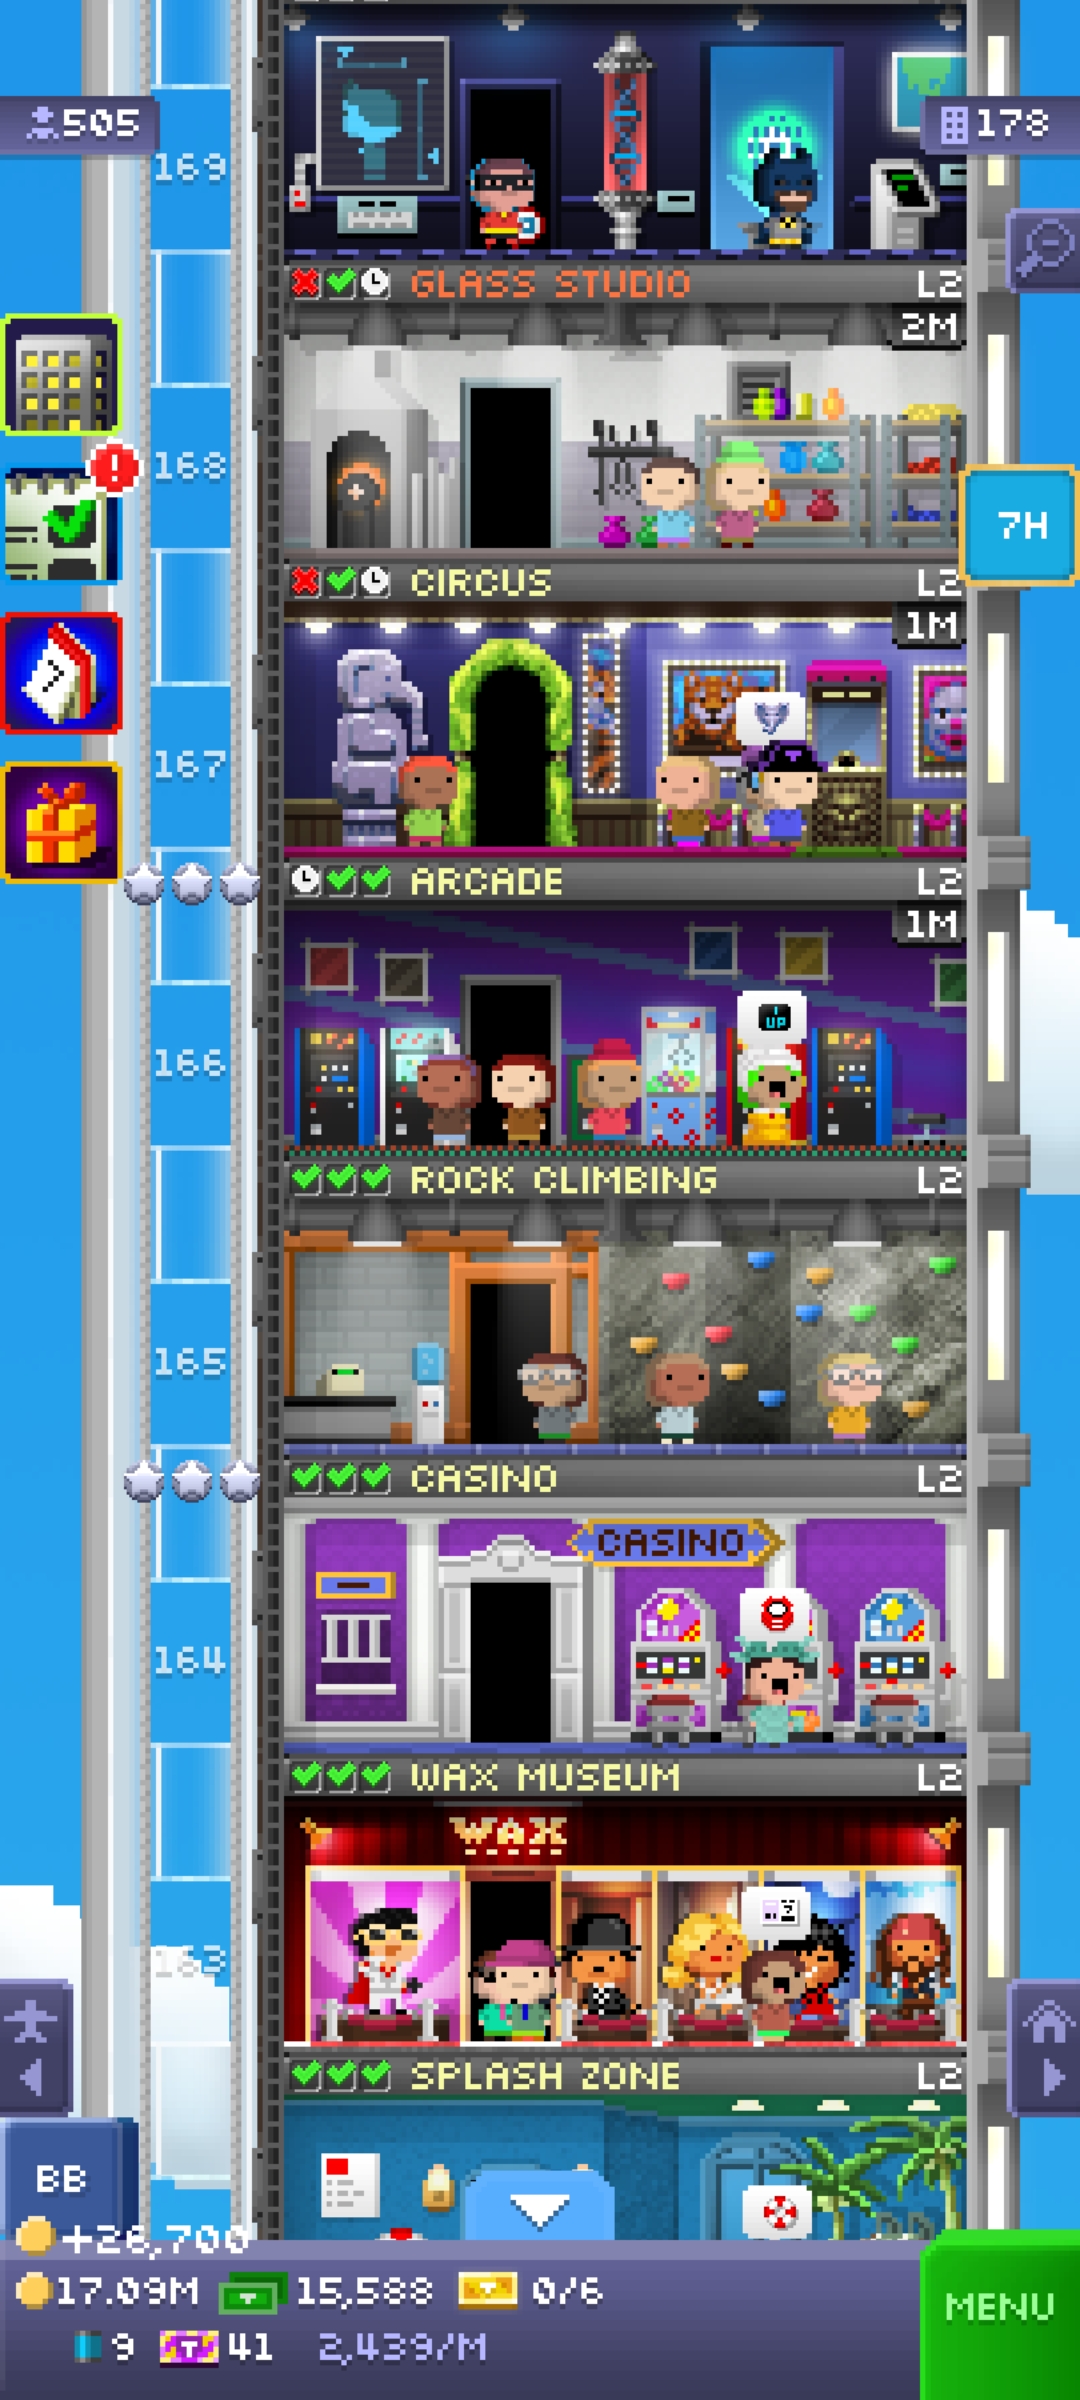 505
178
169
GLASS STUDIO L2
2M
168
7H
CIRCUS L2
1M
167
ARCADE L2
1M
1
UP
166
ROCK CLIMBING L2
165
CASINO L2
CASINO
164
WAX MUSEUM L2
WAX
163
SPLASH ZONE L2
BB
+26,700
17.09M 15,588 0/6
MENU
9 41 2,439/M